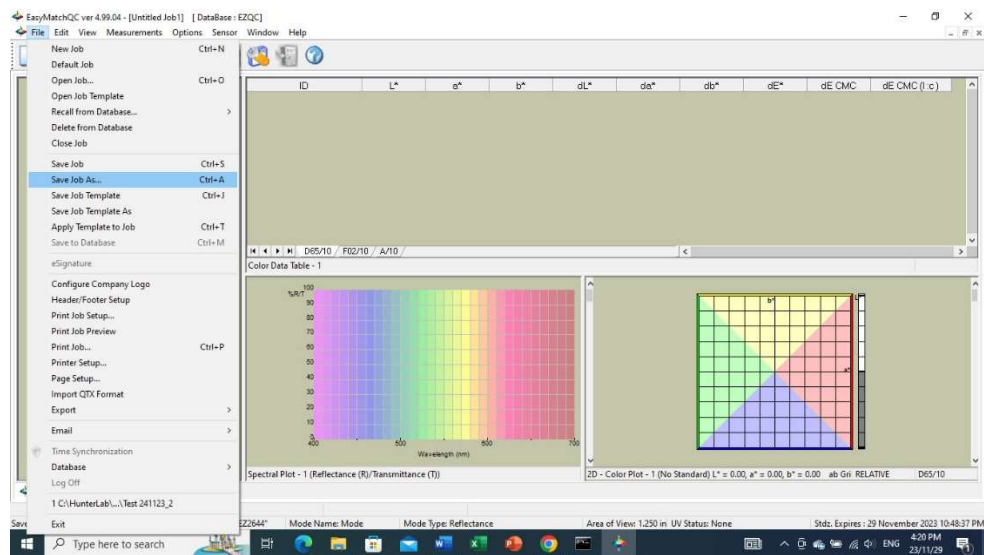 EasyMatchQC ver 4.99.04 - [Untitled Job1] [ DataBase : EZQC]
File Edit View Measurements Options Sensor Window Help
New Job Ctrl+N
Default Job
Open Job... Ctrl+O
Open Job Template
Recall from Database...
Delete from Database
Close Job
Save Job Ctrl+S
Save Job As... Ctrl+A
Save Job Template Ctrl+J
Save Job Template As
Apply Template to Job Ctrl+T
Save to Database Ctrl+M
eSignature
Configure Company Logo
Header/Footer Setup
Print Job Setup...
Print Job Preview
Print Job... Ctrl+P
Printer Setup...
Page Setup...
Import QTX Format
Export
Email
Time Synchronization
Database
Log Off
1 C:\HunterLab\...\Test 241123_2
Exit
ID L* a* b* dL* da* db* dE* dE CMC dE CMC (l :c )
D65/10 F02/10 A/10
Color Data Table - 1
%R/T
100
90
80
70
60
50
40
30
20
10
0
400 500 600 700
Wavelength (nm)
Spectral Plot - 1 (Reflectance (R)/Transmittance (T))
b*
L
a*
2D - Color Plot - 1 (No Standard) L* = 0.00, a* = 0.00, b* = 0.00 ab Gri RELATIVE D65/10
Save
EZ2644" Mode Name: Mode Mode Type: Reflectance Area of View: 1.250 in UV Status: None Stdz. Expires : 29 November 2023 10:48:37 PM
Type here to search
ENG
4:20 PM
23/11/29